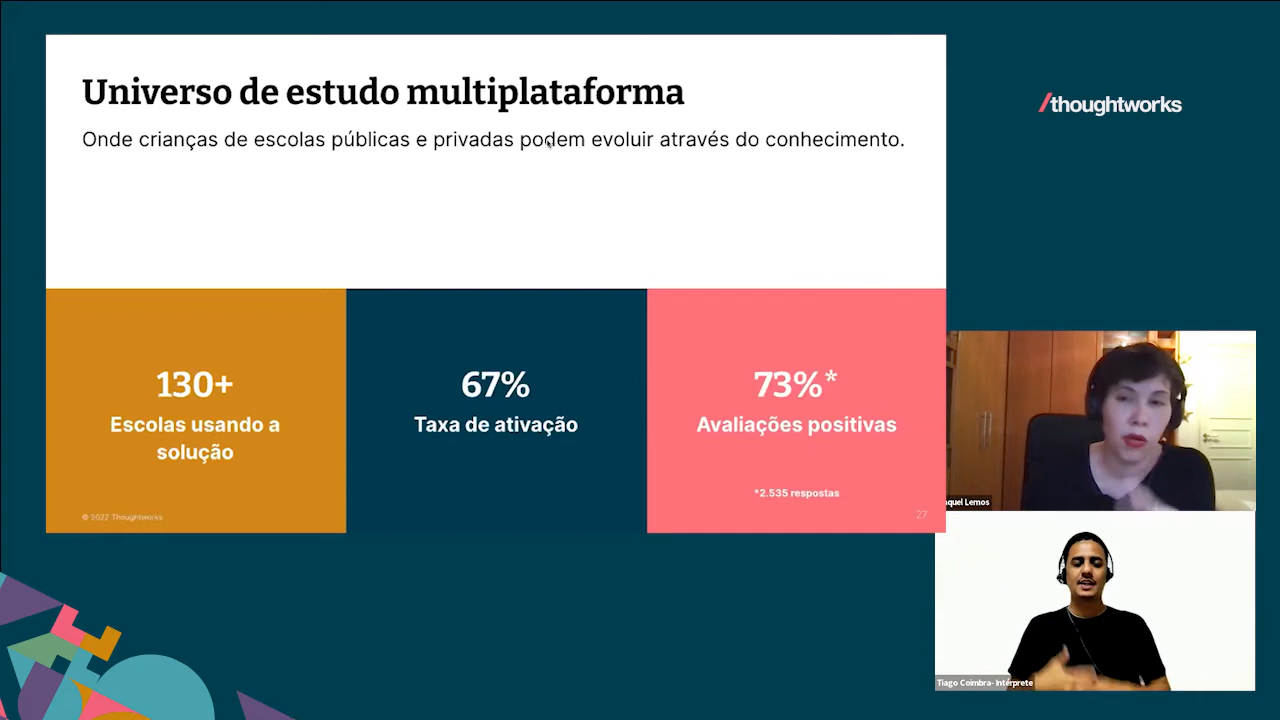 Universo de estudo multiplataforma
Onde crianças de escolas públicas e privadas podem evoluir através do conhecimento.
/thoughtworks
130+
Escolas usando a
solução
67%
Taxa de ativação
73%*
Avaliações positivas
*2.535 respostas
© 2022 Thoughtworks
27
aquel Lemos
Tiago Coimbra- Intérprete